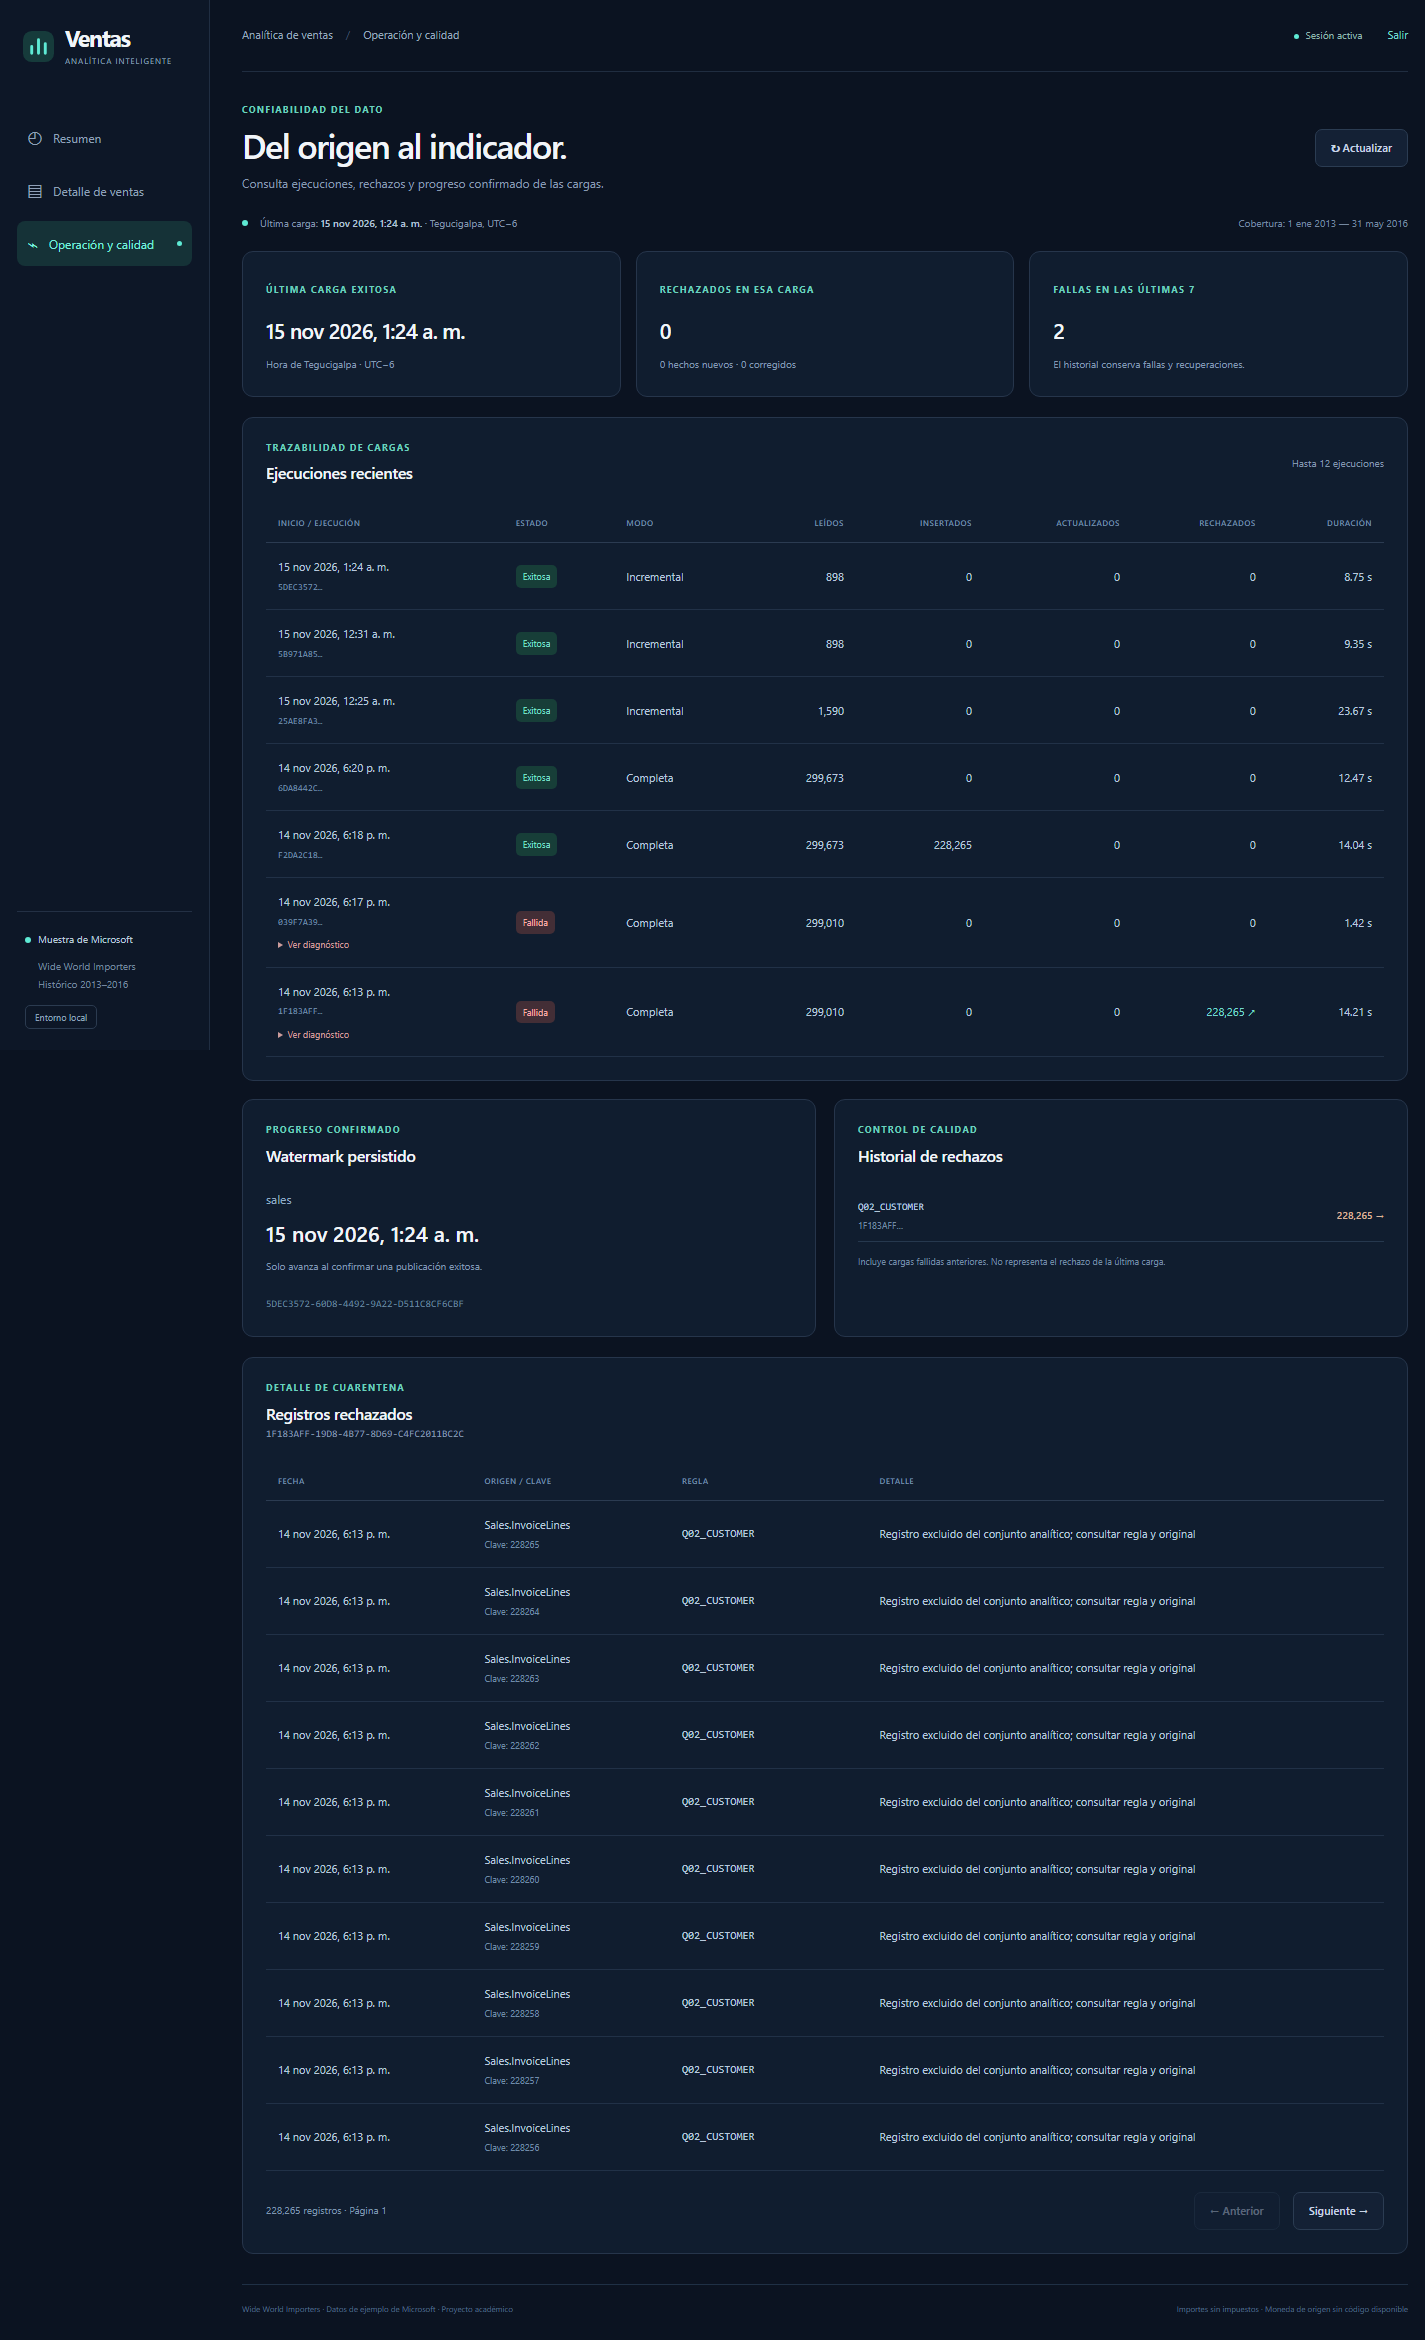 Ventas
ANALÍTICA INTELIGENTE
Resumen
Detalle de ventas
Operación y calidad
Muestra de Microsoft
Wide World Importers
Histórico 2013–2016
Entorno local
Analítica de ventas / Operación y calidad
Sesión activa Salir
CONFIABILIDAD DEL DATO
Del origen al indicador.
Consulta ejecuciones, rechazos y progreso confirmado de las cargas.
↻ Actualizar
Última carga: 15 nov 2026, 1:24 a. m. · Tegucigalpa, UTC−6
Cobertura: 1 ene 2013 — 31 may 2016
ÚLTIMA CARGA EXITOSA
15 nov 2026, 1:24 a. m.
Hora de Tegucigalpa · UTC−6
RECHAZADOS EN ESA CARGA
0
0 hechos nuevos · 0 corregidos
FALLAS EN LAS ÚLTIMAS 7
2
El historial conserva fallas y recuperaciones.
TRAZABILIDAD DE CARGAS
Ejecuciones recientes
Hasta 12 ejecuciones
INICIO / EJECUCIÓN ESTADO MODO LEÍDOS INSERTADOS ACTUALIZADOS RECHAZADOS DURACIÓN
15 nov 2026, 1:24 a. m.
5DEC3572…
Exitosa Incremental 898 0 0 0 8.75 s
15 nov 2026, 12:31 a. m.
5B971A85…
Exitosa Incremental 898 0 0 0 9.35 s
15 nov 2026, 12:25 a. m.
25AE8FA3…
Exitosa Incremental 1,590 0 0 0 23.67 s
14 nov 2026, 6:20 p. m.
6DA8442C…
Exitosa Completa 299,673 0 0 0 12.47 s
14 nov 2026, 6:18 p. m.
F2DA2C18…
Exitosa Completa 299,673 228,265 0 0 14.04 s
14 nov 2026, 6:17 p. m.
039F7A39…
▶ Ver diagnóstico
Fallida Completa 299,010 0 0 0 1.42 s
14 nov 2026, 6:13 p. m.
1F183AFF…
▶ Ver diagnóstico
Fallida Completa 299,010 0 0 228,265 ↗ 14.21 s
PROGRESO CONFIRMADO
Watermark persistido
sales
15 nov 2026, 1:24 a. m.
Solo avanza al confirmar una publicación exitosa.
5DEC3572-60D8-4492-9A22-D511C8CF6CBF
CONTROL DE CALIDAD
Historial de rechazos
Q02_CUSTOMER
1F183AFF…
228,265 →
Incluye cargas fallidas anteriores. No representa el rechazo de la última carga.
DETALLE DE CUARENTENA
Registros rechazados
1F183AFF-19D8-4B77-8D69-C4FC2011BC2C
FECHA ORIGEN / CLAVE REGLA DETALLE
14 nov 2026, 6:13 p. m. Sales.InvoiceLines Q02_CUSTOMER Registro excluido del conjunto analítico; consultar regla y original
Clave: 228265
14 nov 2026, 6:13 p. m. Sales.InvoiceLines Q02_CUSTOMER Registro excluido del conjunto analítico; consultar regla y original
Clave: 228264
14 nov 2026, 6:13 p. m. Sales.InvoiceLines Q02_CUSTOMER Registro excluido del conjunto analítico; consultar regla y original
Clave: 228263
14 nov 2026, 6:13 p. m. Sales.InvoiceLines Q02_CUSTOMER Registro excluido del conjunto analítico; consultar regla y original
Clave: 228262
14 nov 2026, 6:13 p. m. Sales.InvoiceLines Q02_CUSTOMER Registro excluido del conjunto analítico; consultar regla y original
Clave: 228261
14 nov 2026, 6:13 p. m. Sales.InvoiceLines Q02_CUSTOMER Registro excluido del conjunto analítico; consultar regla y original
Clave: 228260
14 nov 2026, 6:13 p. m. Sales.InvoiceLines Q02_CUSTOMER Registro excluido del conjunto analítico; consultar regla y original
Clave: 228259
14 nov 2026, 6:13 p. m. Sales.InvoiceLines Q02_CUSTOMER Registro excluido del conjunto analítico; consultar regla y original
Clave: 228258
14 nov 2026, 6:13 p. m. Sales.InvoiceLines Q02_CUSTOMER Registro excluido del conjunto analítico; consultar regla y original
Clave: 228257
14 nov 2026, 6:13 p. m. Sales.InvoiceLines Q02_CUSTOMER Registro excluido del conjunto analítico; consultar regla y original
Clave: 228256
228,265 registros · Página 1
← Anterior Siguiente →
Wide World Importers · Datos de ejemplo de Microsoft · Proyecto académico
Importes sin impuestos · Moneda de origen sin código disponible